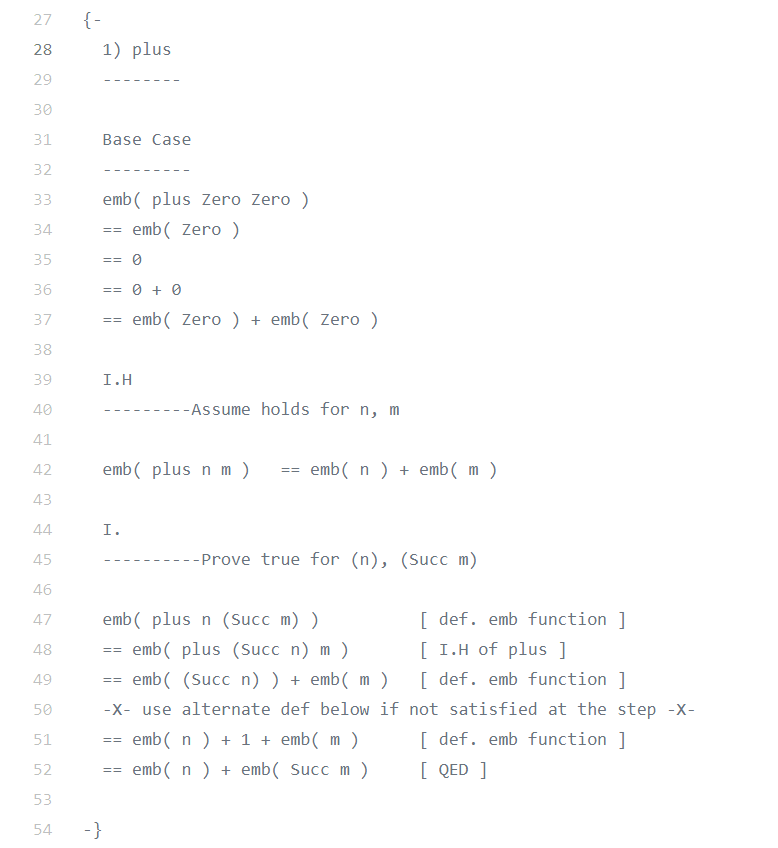 27 {-
28 1) plus
29 --------
30
31 Base Case
32 ---------
33 emb( plus Zero Zero )
34 == emb( Zero )
35 == 0
36 == 0 + 0
37 == emb( Zero ) + emb( Zero )
38
39 I.H
40 ---------Assume holds for n, m
41
42 emb( plus n m )   == emb( n ) + emb( m )
43
44 I.
45 ----------Prove true for (n), (Succ m)
46
47 emb( plus n (Succ m) )          [ def. emb function ]
48 == emb( plus (Succ n) m )       [ I.H of plus ]
49 == emb( (Succ n) ) + emb( m )   [ def. emb function ]
50 -X- use alternate def below if not satisfied at the step -X-
51 == emb( n ) + 1 + emb( m )      [ def. emb function ]
52 == emb( n ) + emb( Succ m )     [ QED ]
53
54 -}